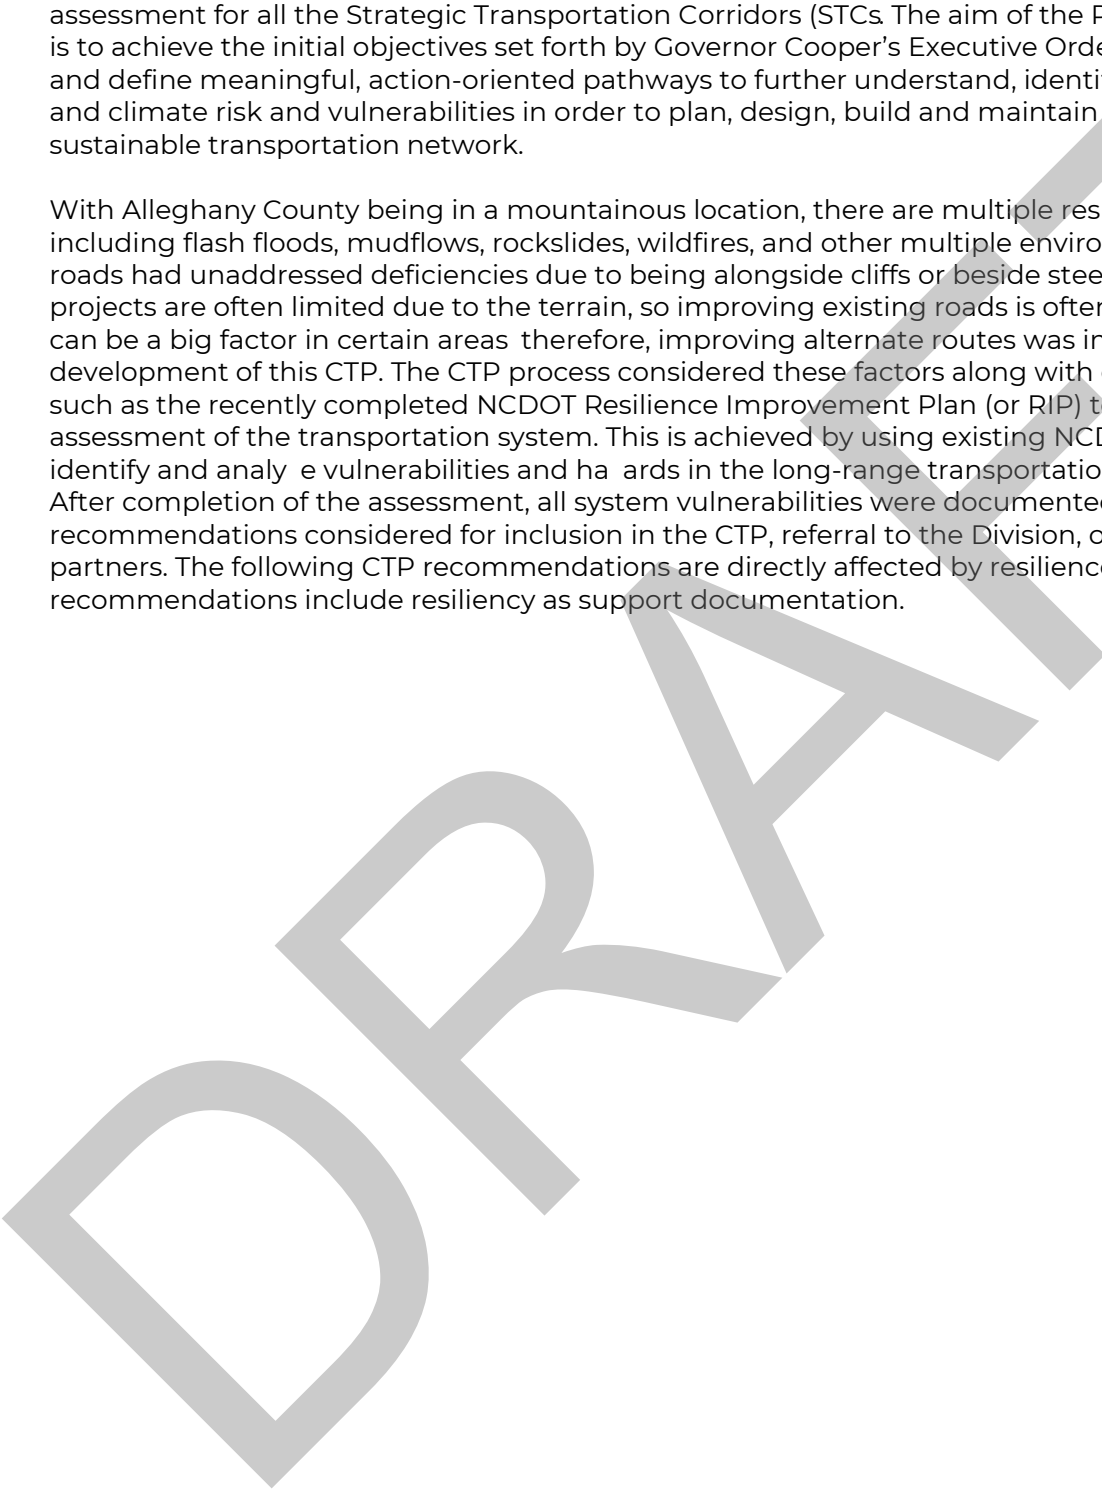 assessment for all the Strategic Transportation Corridors (STCs. The aim of the
is to achieve the initial objectives set forth by Governor Cooper’s Executive Orde
and define meaningful, action-oriented pathways to further understand, identi
and climate risk and vulnerabilities in order to plan, design, build and maintain
sustainable transportation network.
With Alleghany County being in a mountainous location, there are multiple res
including flash floods, mudflows, rockslides, wildfires, and other multiple enviro
roads had unaddressed deficiencies due to being alongside cliffs or beside stee
projects are often limited due to the terrain, so improving existing roads is ofter
can be a big factor in certain areas therefore, improving alternate routes was in
development of this CTP. The CTP process considered these factors along with
such as the recently completed NCDOT Resilience Improvement Plan (or RIP) t
assessment of the transportation system. This is achieved by using existing NCD
identify and analy e vulnerabilities and ha ards in the long-range transportatio
After completion of the assessment, all system vulnerabilities were documented
recommendations considered for inclusion in the CTP, referral to the Division, o
partners. The following CTP recommendations are directly affected by resilience
recommendations include resiliency as support documentation.
DRAF